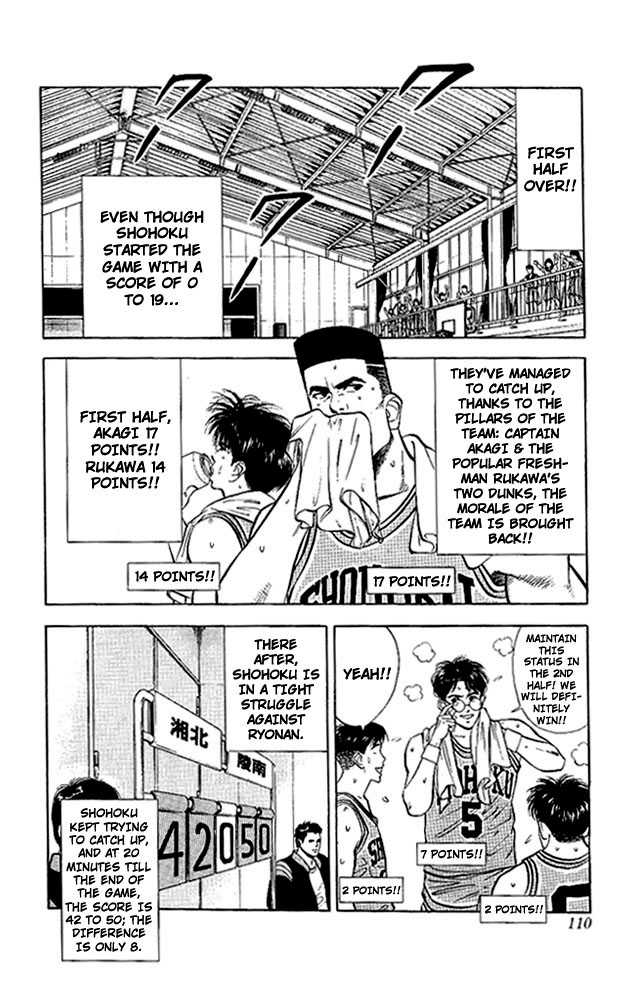 FIRST
HALF
OVER!!
EVEN THOUGH
SHOHOKU
STARTED THE
GAME WITH A
SCORE OF 0
TO 19...
THEY'VE MANAGED
TO CATCH UP,
THANKS TO THE
PILLARS OF THE
TEAM: CAPTAIN
AKAGI & THE
POPULAR FRESH-
MAN RUKAWA'S
TWO DUNKS, THE
MORALE OF THE
TEAM IS BROUGHT
BACK!!
FIRST HALF,
AKAGI 17
POINTS!!
RUKAWA 14
POINTS!!
14 POINTS!!
17 POINTS!!
SHOHOKU
THERE
AFTER,
SHOHOKU IS
IN A TIGHT
STRUGGLE
AGAINST
RYONAN.
湘北
陵南
42050
SHOHOKU
KEPT TRYING
TO CATCH UP,
AND AT 20
MINUTES TILL
THE END OF
THE GAME,
THE SCORE IS
42 TO 50; THE
DIFFERENCE
IS ONLY 8.
MAINTAIN
THIS
STATUS IN
THE 2ND
HALF! WE
WILL DEFI-
NITELY
WIN!!
YEAH!!
SHOHOKU
5
7 POINTS!!
2 POINTS!!
2 POINTS!!
110